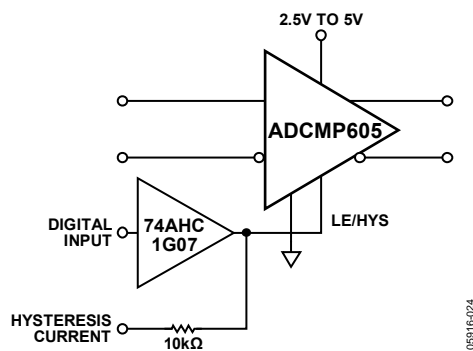 2.5V TO 5V
ADCMP605
74AHC
1G07
LE/HYS
DIGITAL
INPUT
HYSTERESIS
CURRENT
10kΩ
05916-024